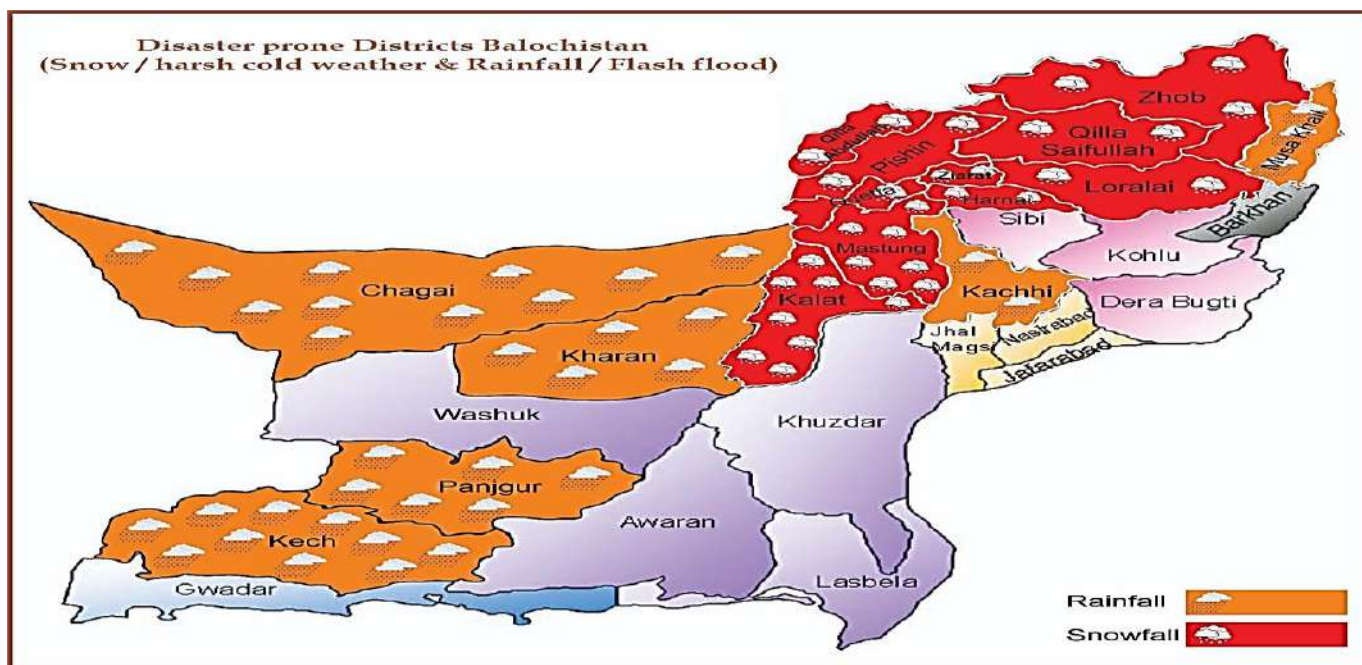 Disaster prone Districts Balochistan
(Snow / harsh cold weather & Rainfall / Flash flood)
Zhob
Musa Khail
Qilla
Abdullah
Pishin
Qilla
Saifullah
Ziarat
Quetta
Loralai
Harnai
Barkhan
Sibi
Kohlu
Mastung
Chagai
Kalat
Kachhi
Dera Bugti
Jhal
Mags
Nasirabad
Jafarabad
Kharan
Washuk
Khuzdar
Panjgur
Awaran
Kech
Gwadar
Lasbela
Rainfall
Snowfall